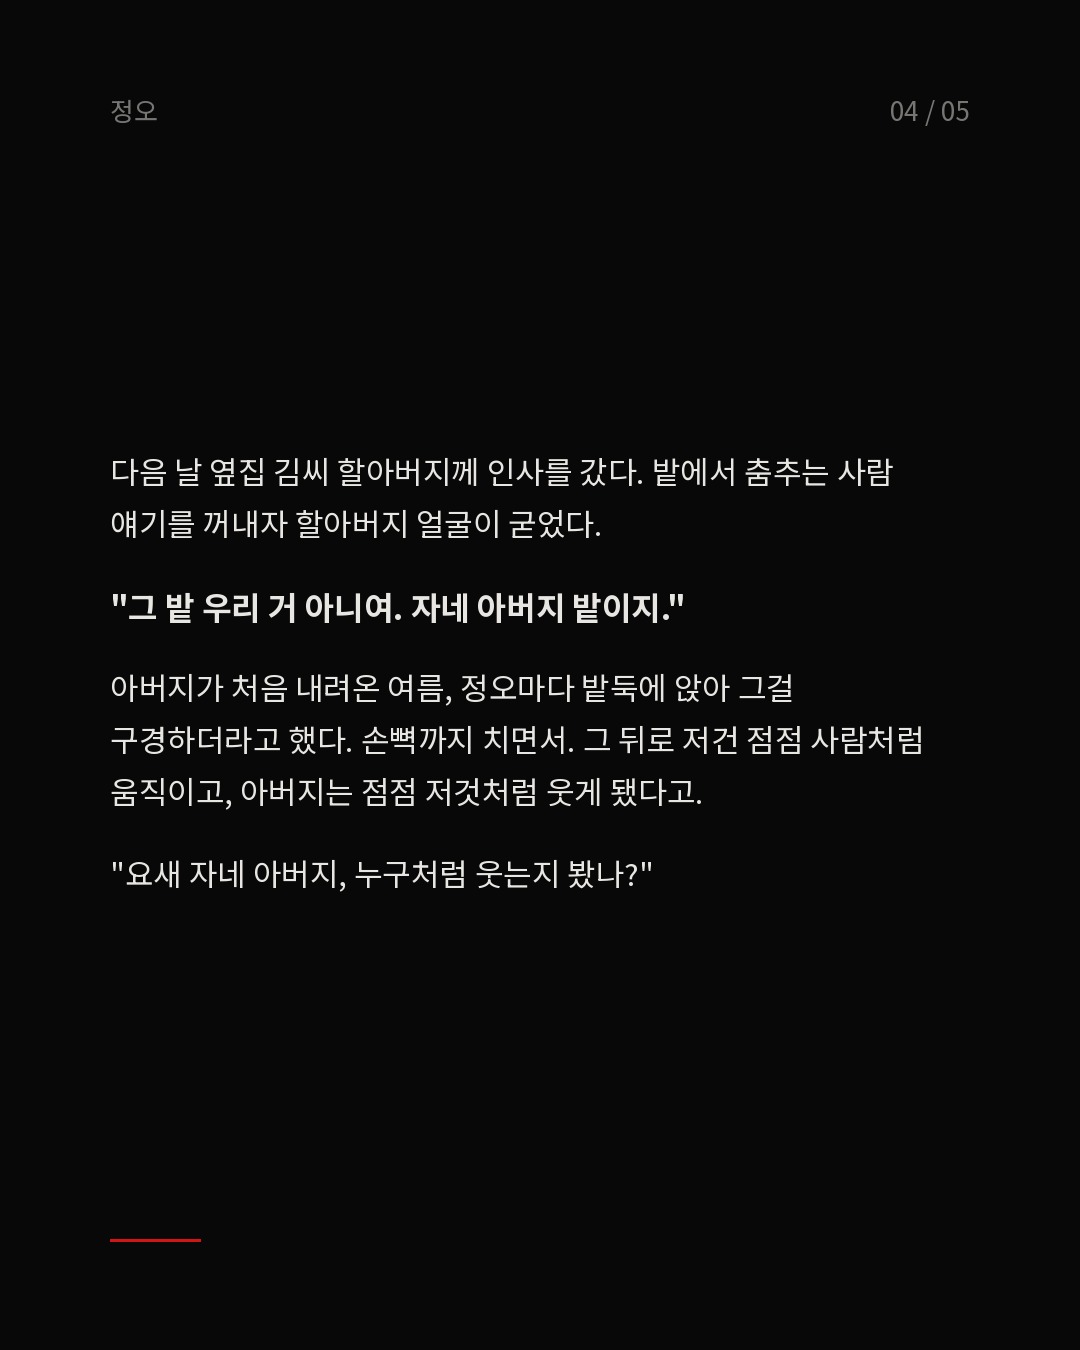 정오
04 / 05
다음 날 옆집 김씨 할아버지께 인사를 갔다. 밭에서 춤추는 사람
얘기를 꺼내자 할아버지 얼굴이 굳었다.
"그 밭 우리 거 아니여. 자네 아버지 밭이지."
아버지가 처음 내려온 여름, 정오마다 밭둑에 앉아 그걸
구경하더라고 했다. 손뼉까지 치면서. 그 뒤로 저건 점점 사람처럼
움직이고, 아버지는 점점 저것처럼 웃게 됐다고.
"요새 자네 아버지, 누구처럼 웃는지 봤나?"